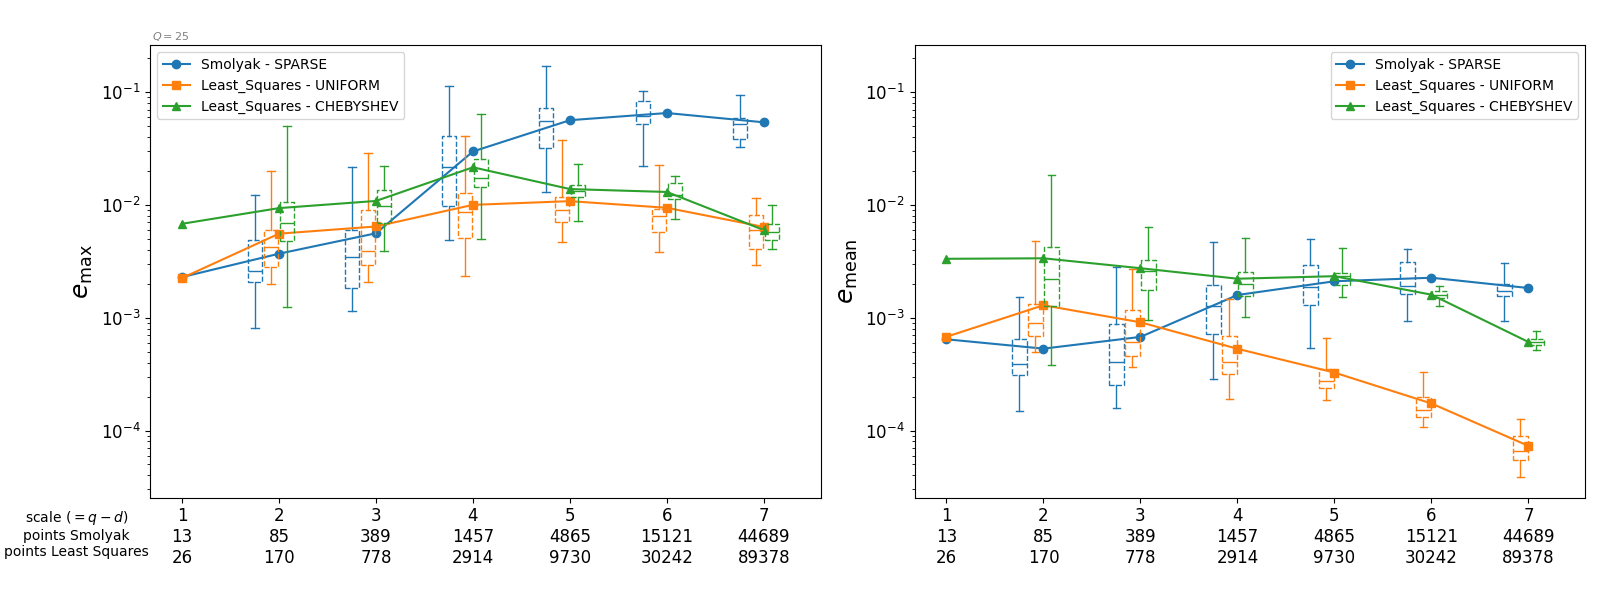 Q = 25
Smolyak - SPARSE
Least_Squares - UNIFORM
Least_Squares - CHEBYSHEV
10⁻¹
10⁻²
10⁻³
10⁻⁴
e_max
scale (= q − d) 1 2 3 4 5 6 7
points Smolyak 13 85 389 1457 4865 15121 44689
points Least Squares 26 170 778 2914 9730 30242 89378
Smolyak - SPARSE
Least_Squares - UNIFORM
Least_Squares - CHEBYSHEV
10⁻¹
10⁻²
10⁻³
10⁻⁴
e_mean
1 2 3 4 5 6 7
13 85 389 1457 4865 15121 44689
26 170 778 2914 9730 30242 89378